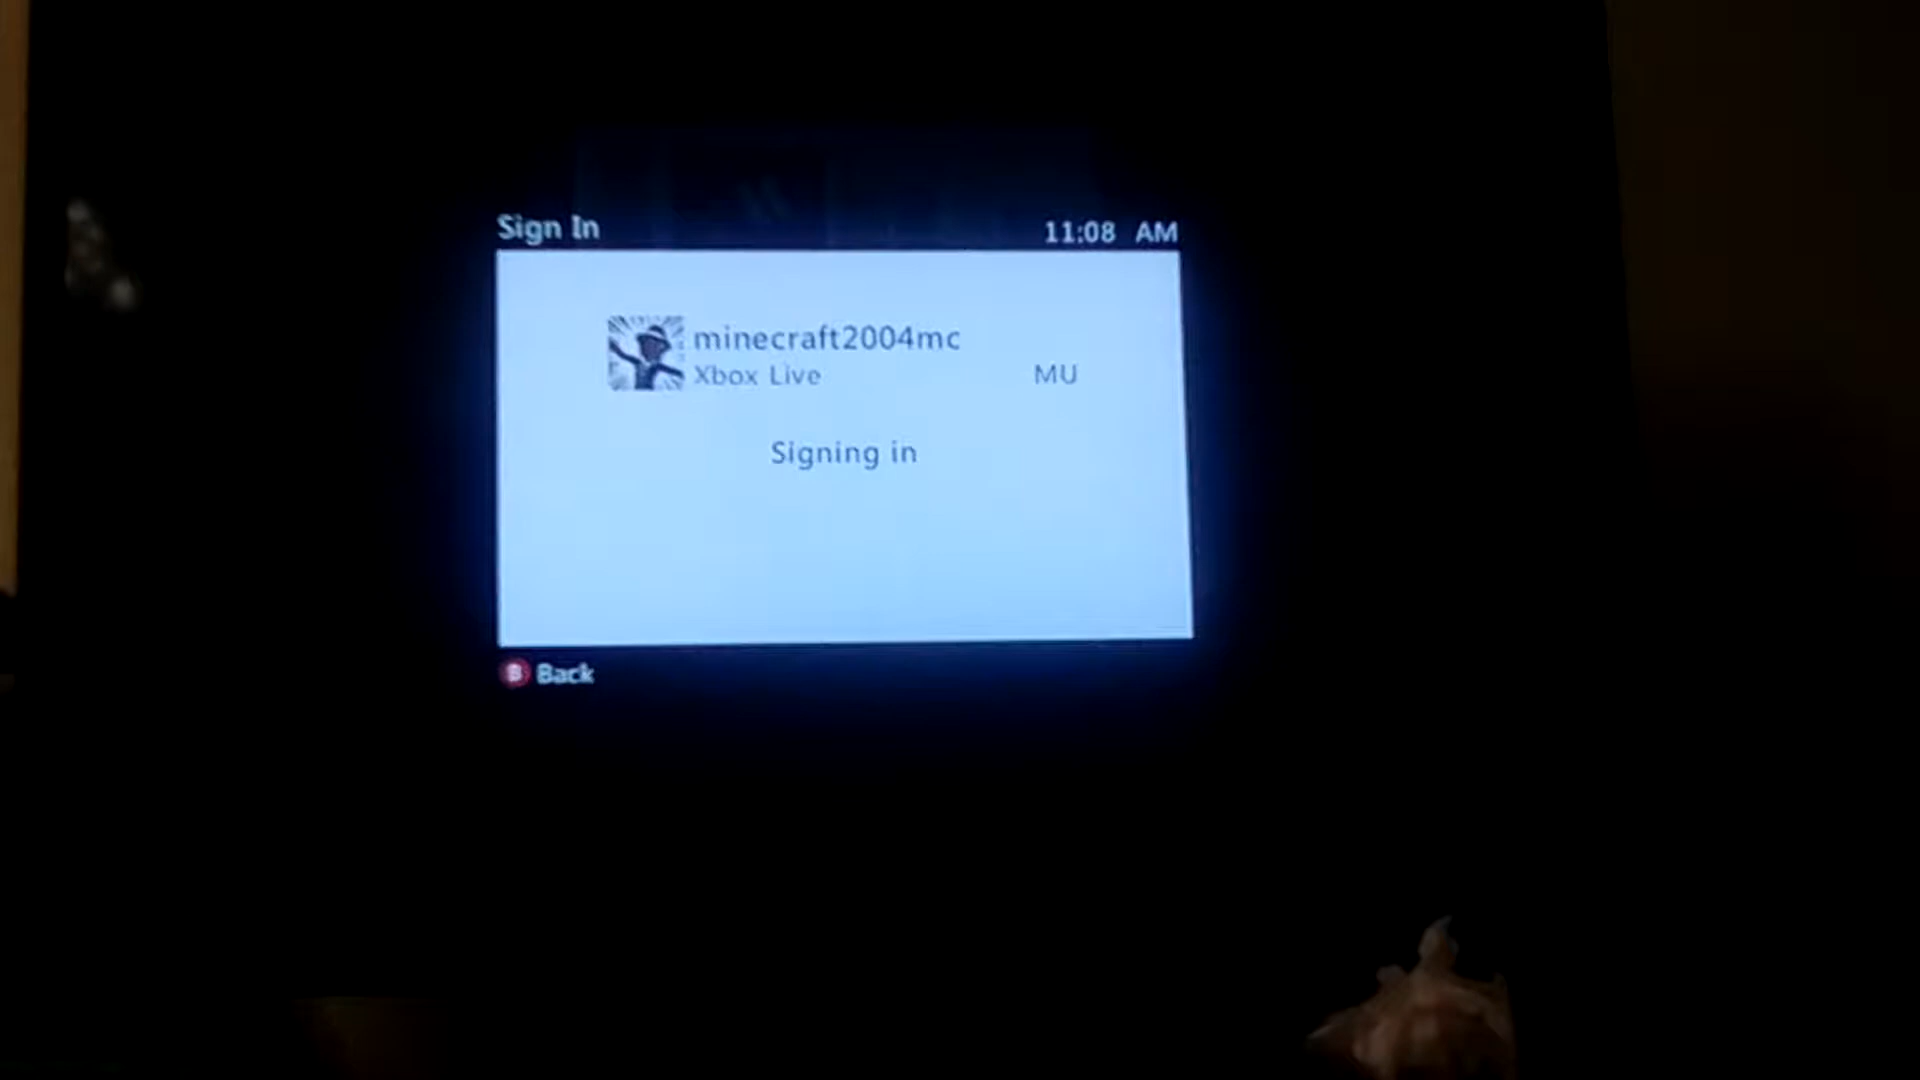 Sign In
11:08 AM
minecraft2004mc
Xbox Live
MU
Signing in
B Back